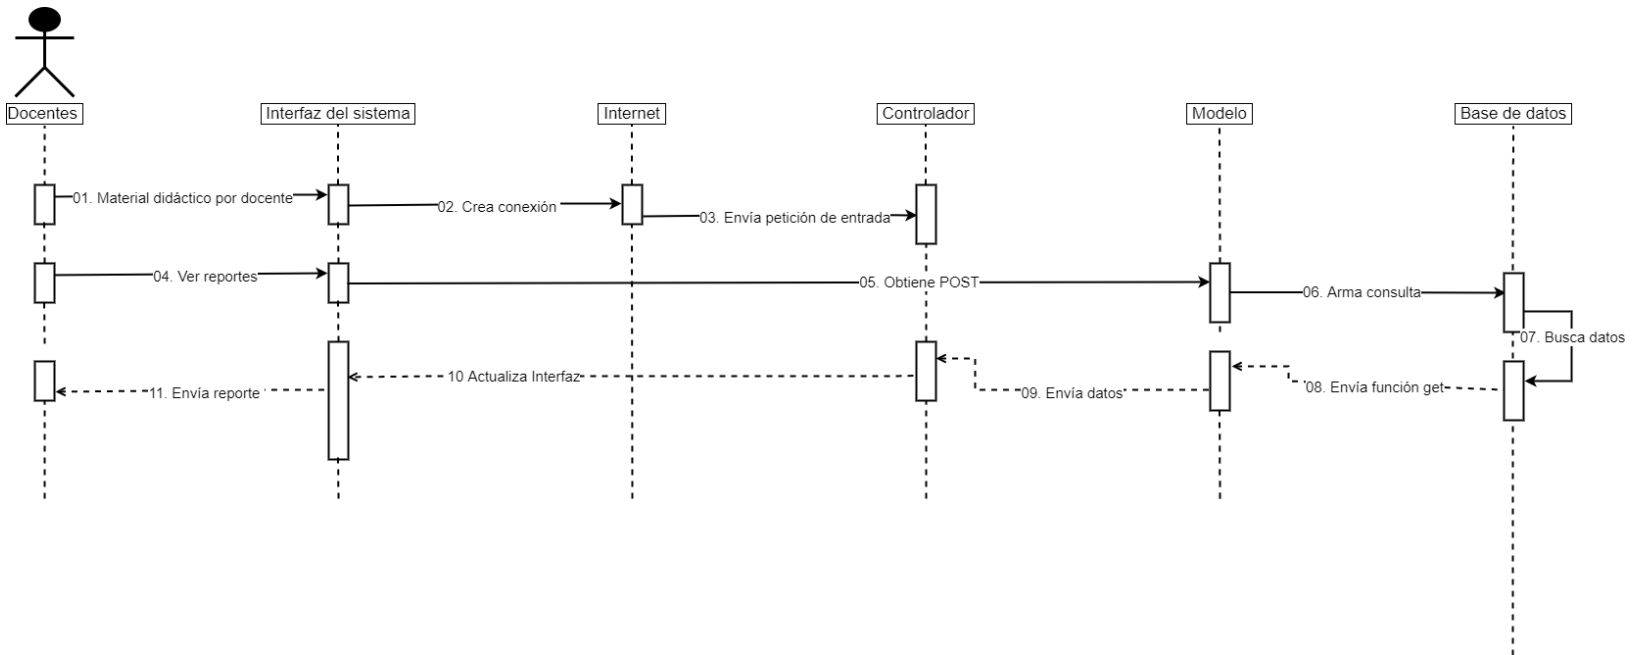 Docentes
Interfaz del sistema
Internet
Controlador
Modelo
Base de datos
01. Material didáctico por docente
02. Crea conexión
03. Envía petición de entrada
04. Ver reportes
05. Obtiene POST
06. Arma consulta
07. Busca datos
08. Envía función get
09. Envía datos
10 Actualiza Interfaz
11. Envía reporte